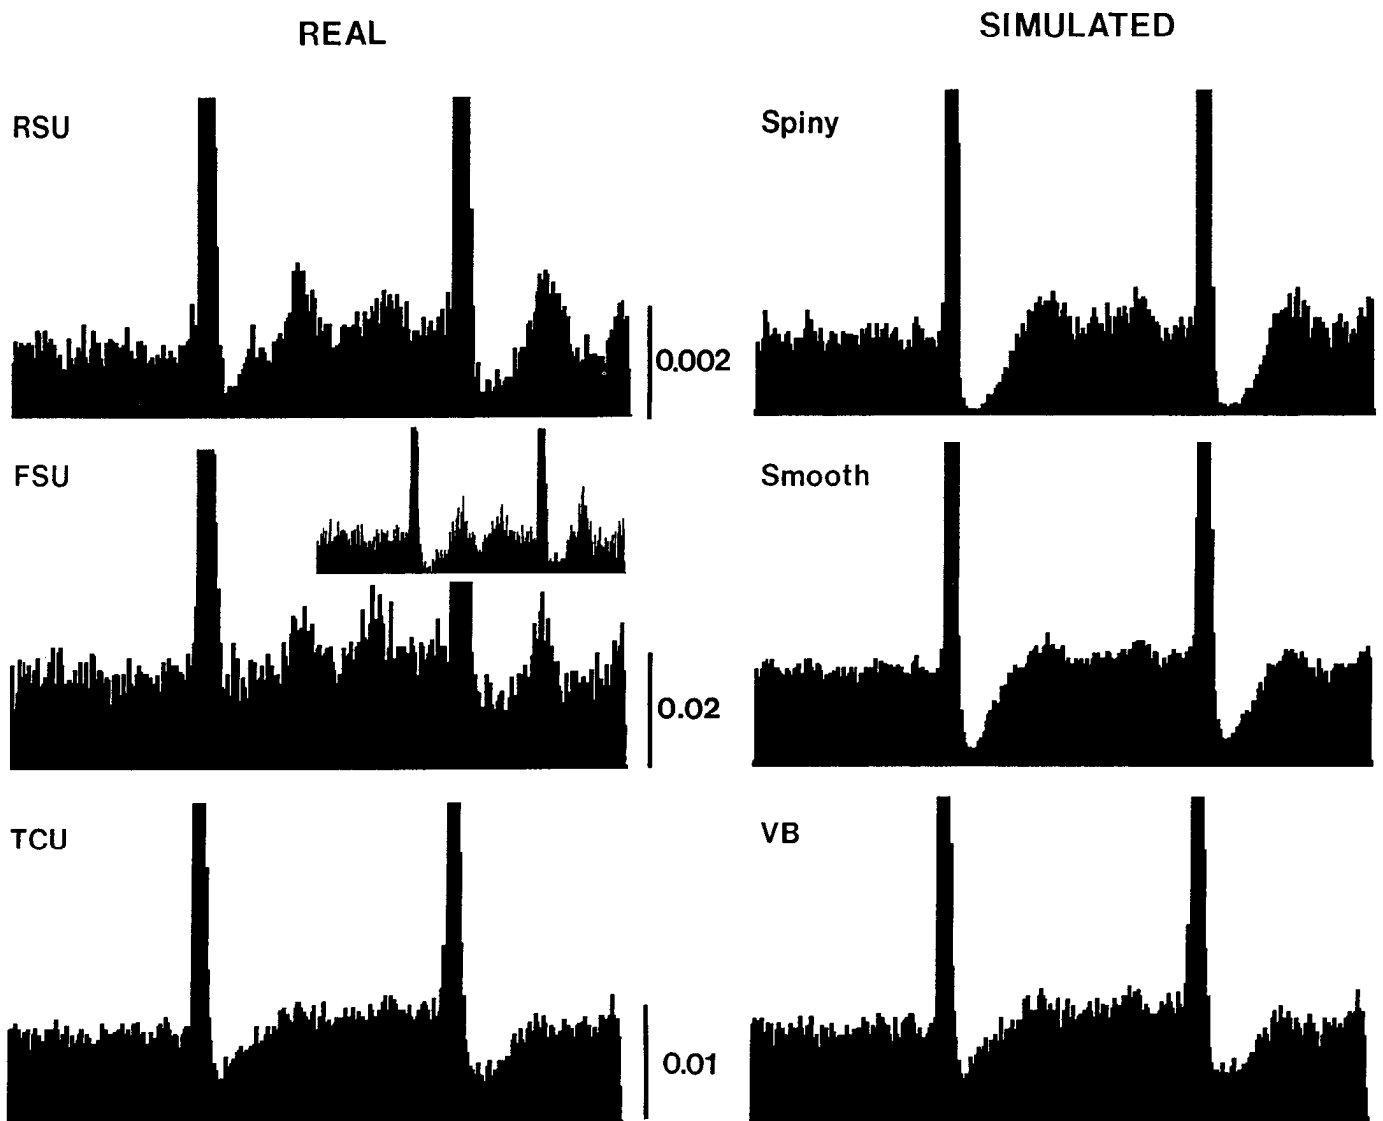 REAL
SIMULATED
RSU
Spiny
0.002
FSU
Smooth
0.02
TCU
VB
0.01